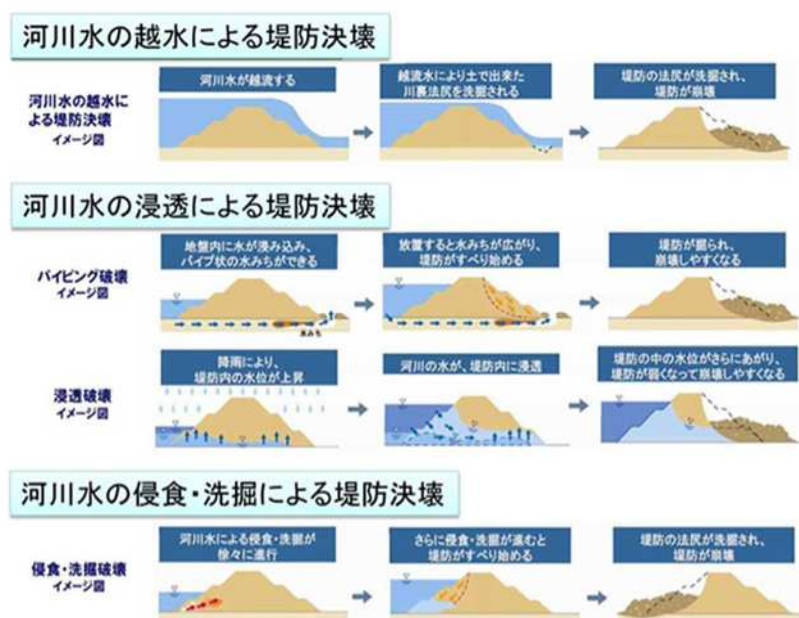 河川水の越水による堤防決壊
河川水の越水に
よる堤防決壊
イメージ図
河川水が越流する
越流水により土で出来た
川裏法尻を洗掘される
堤防の法尻が洗掘され、
堤防が崩壊
河川水の浸透による堤防決壊
パイピング破壊
イメージ図
地盤内に水が浸み込み、
パイプ状の水みちができる
水みち
放置すると水みちが広がり、
堤防がすべり始める
堤防が掘られ、
崩壊しやすくなる
浸透破壊
イメージ図
降雨により、
堤防内の水位が上昇
河川の水が、堤防内に浸透
堤防の中の水位がさらにあがり、
堤防が弱くなって崩壊しやすくなる
河川水の侵食・洗掘による堤防決壊
侵食・洗掘破壊
イメージ図
河川水による侵食・洗掘が
徐々に進行
さらに侵食・洗掘が進むと
堤防がすべり始める
堤防の法尻が洗掘され、
堤防が崩壊